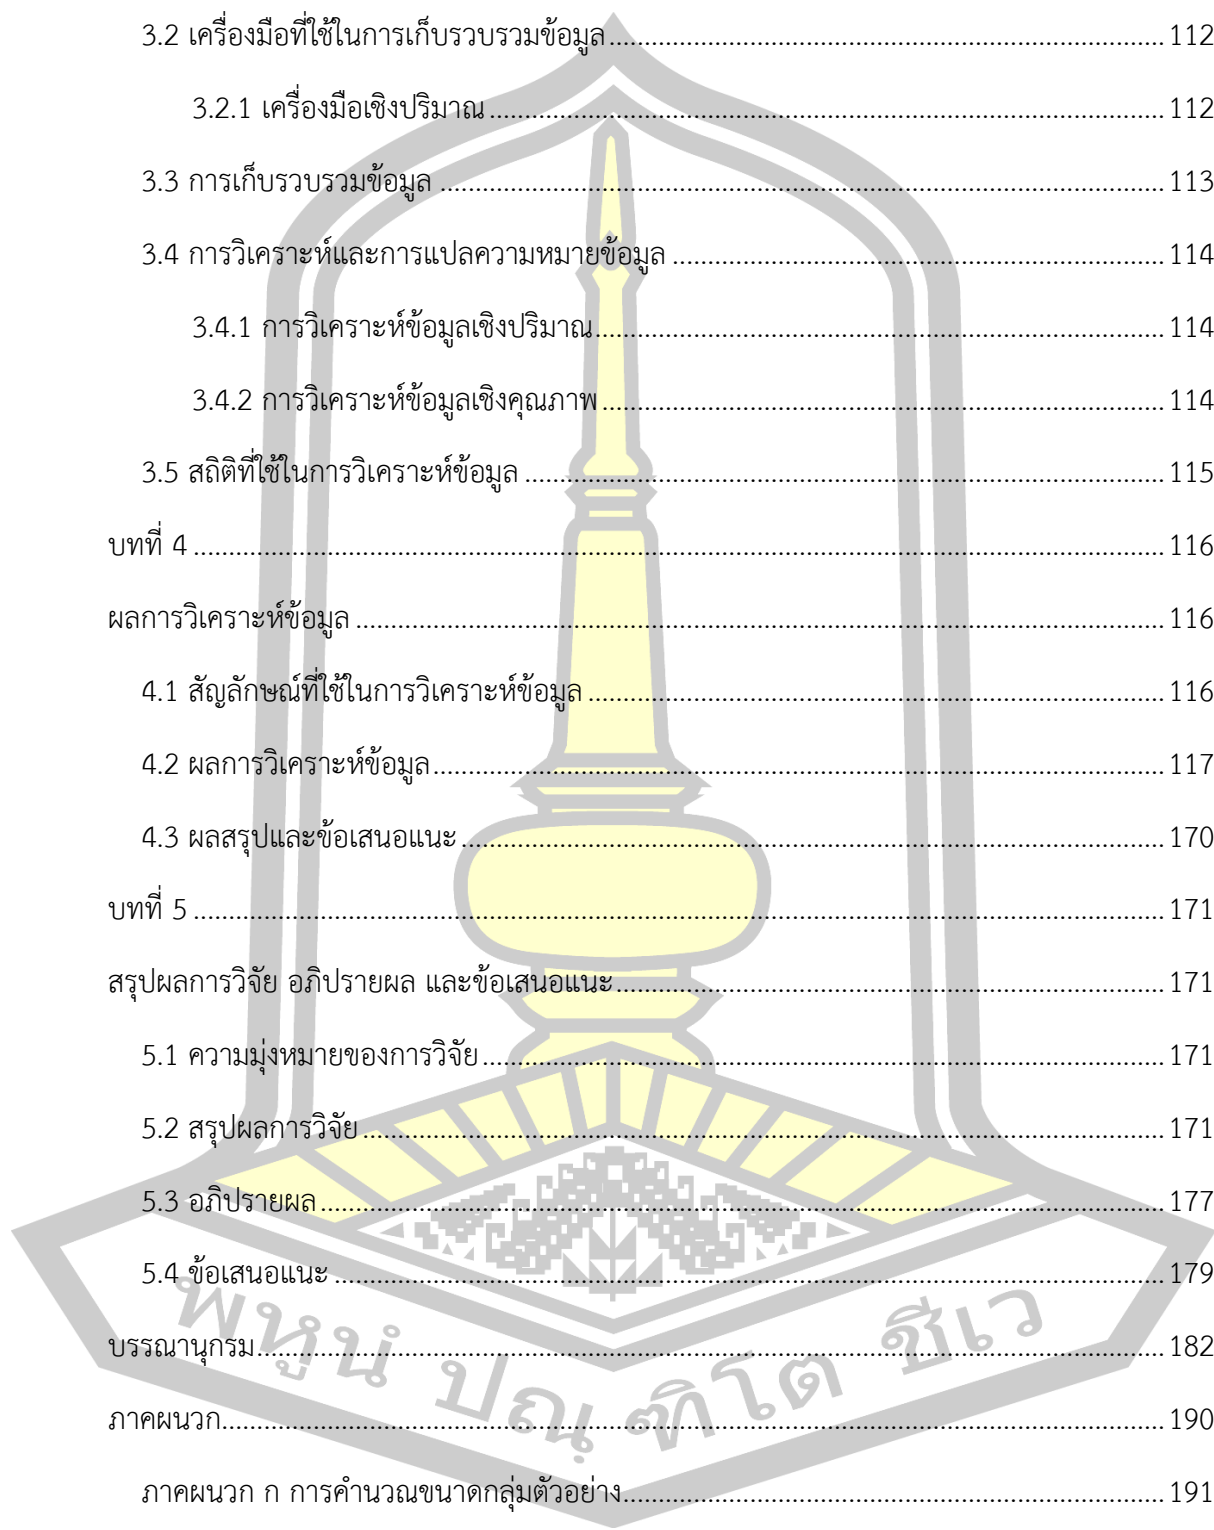 3.2 เครื่องมือที่ใช้ในการเก็บรวบรวมข้อมูล 112
3.2.1 เครื่องมือเชิงปริมาณ 112
3.3 การเก็บรวบรวมข้อมูล 113
3.4 การวิเคราะห์และการแปลความหมายข้อมูล 114
3.4.1 การวิเคราะห์ข้อมูลเชิงปริมาณ 114
3.4.2 การวิเคราะห์ข้อมูลเชิงคุณภาพ 114
3.5 สถิติที่ใช้ในการวิเคราะห์ข้อมูล 115
บทที่ 4 116
ผลการวิเคราะห์ข้อมูล 116
4.1 สัญลักษณ์ที่ใช้ในการวิเคราะห์ข้อมูล 116
4.2 ผลการวิเคราะห์ข้อมูล 117
4.3 ผลสรุปและข้อเสนอแนะ 170
บทที่ 5 171
สรุปผลการวิจัย อภิปรายผล และข้อเสนอแนะ 171
5.1 ความมุ่งหมายของการวิจัย 171
5.2 สรุปผลการวิจัย 171
5.3 อภิปรายผล 177
5.4 ข้อเสนอแนะ 179
บรรณานุกรม 182
ภาคผนวก 190
ภาคผนวก ก การคำนวณขนาดกลุ่มตัวอย่าง 191
พหูนํ ปณฺฑิโต ชีเว